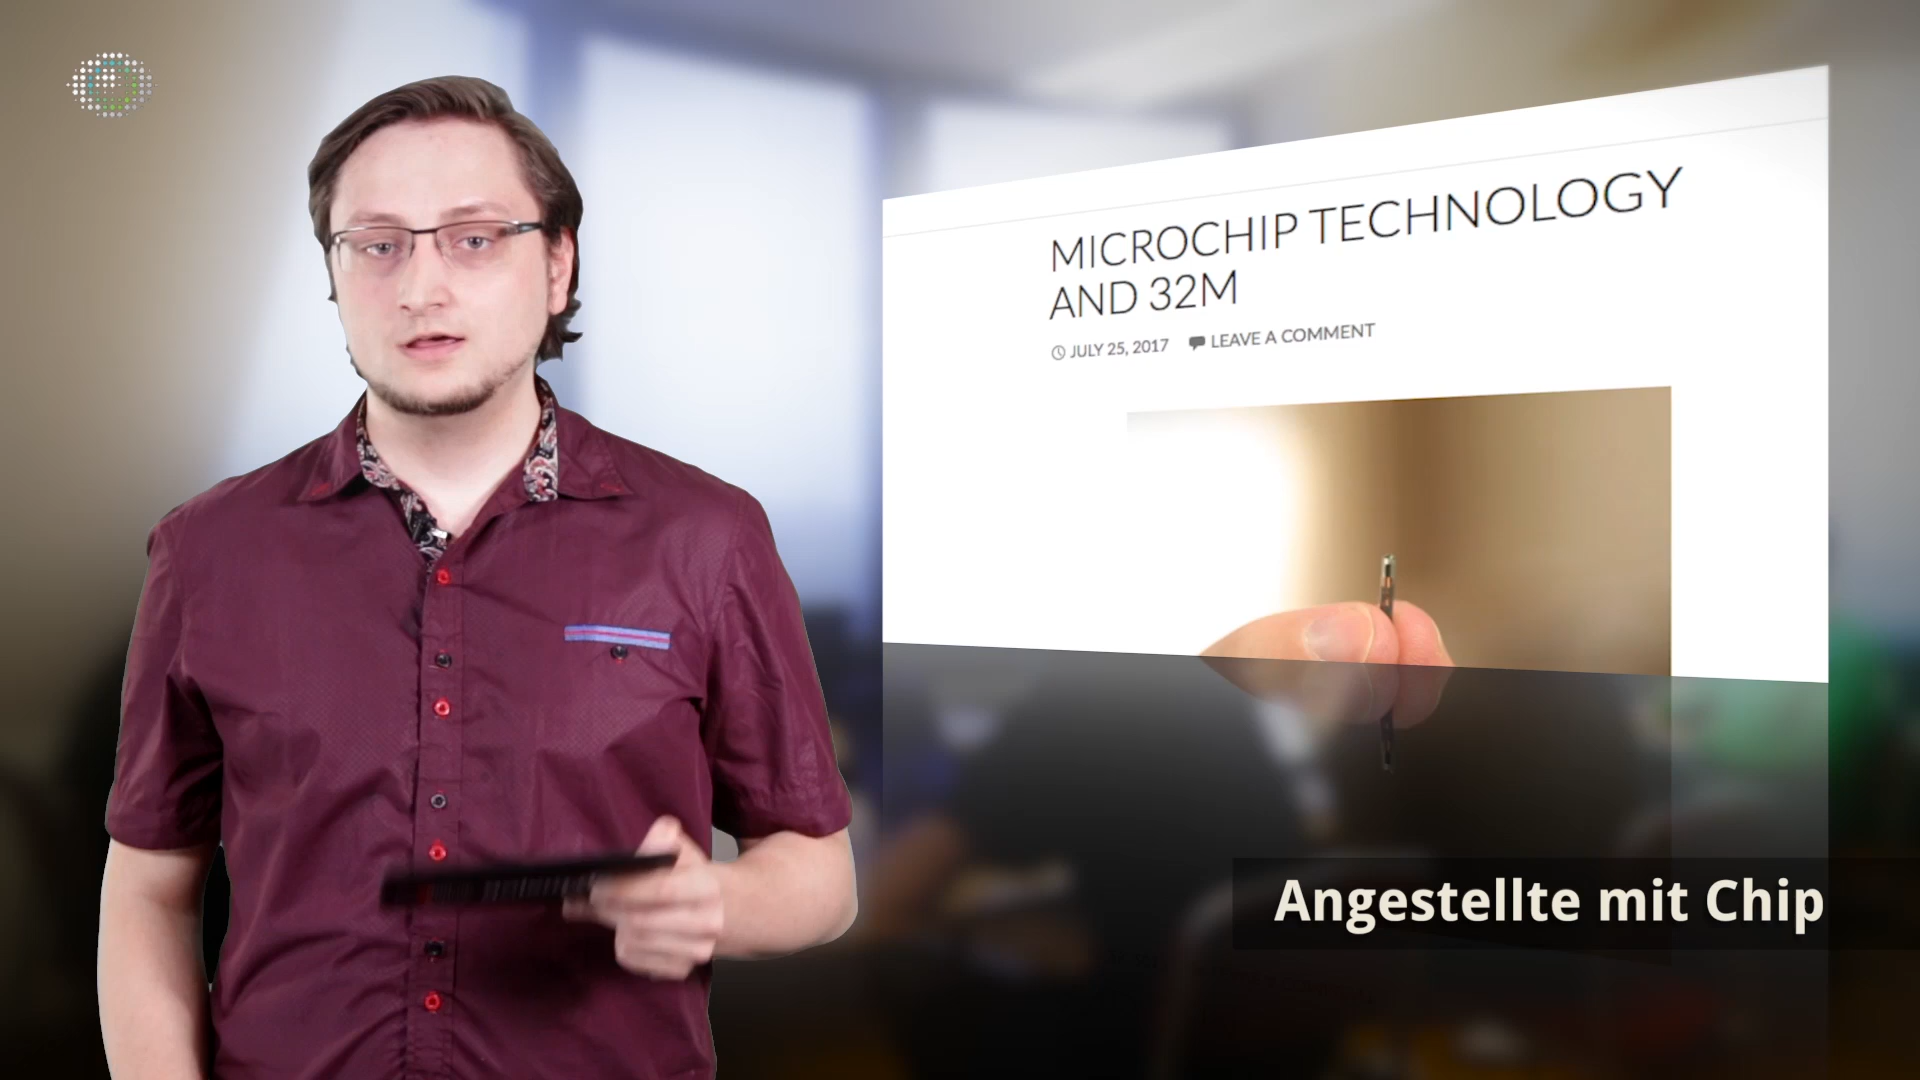 MICROCHIP TECHNOLOGY
AND 32M
JULY 25, 2017 LEAVE A COMMENT
Angestellte mit Chip